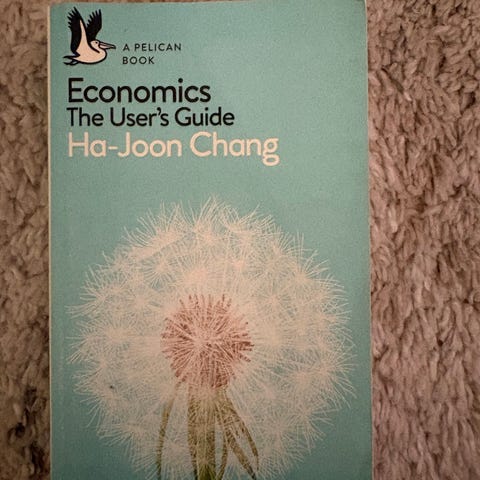 A PELICAN
BOOK
Economics
The User's Guide
Ha-Joon Chang